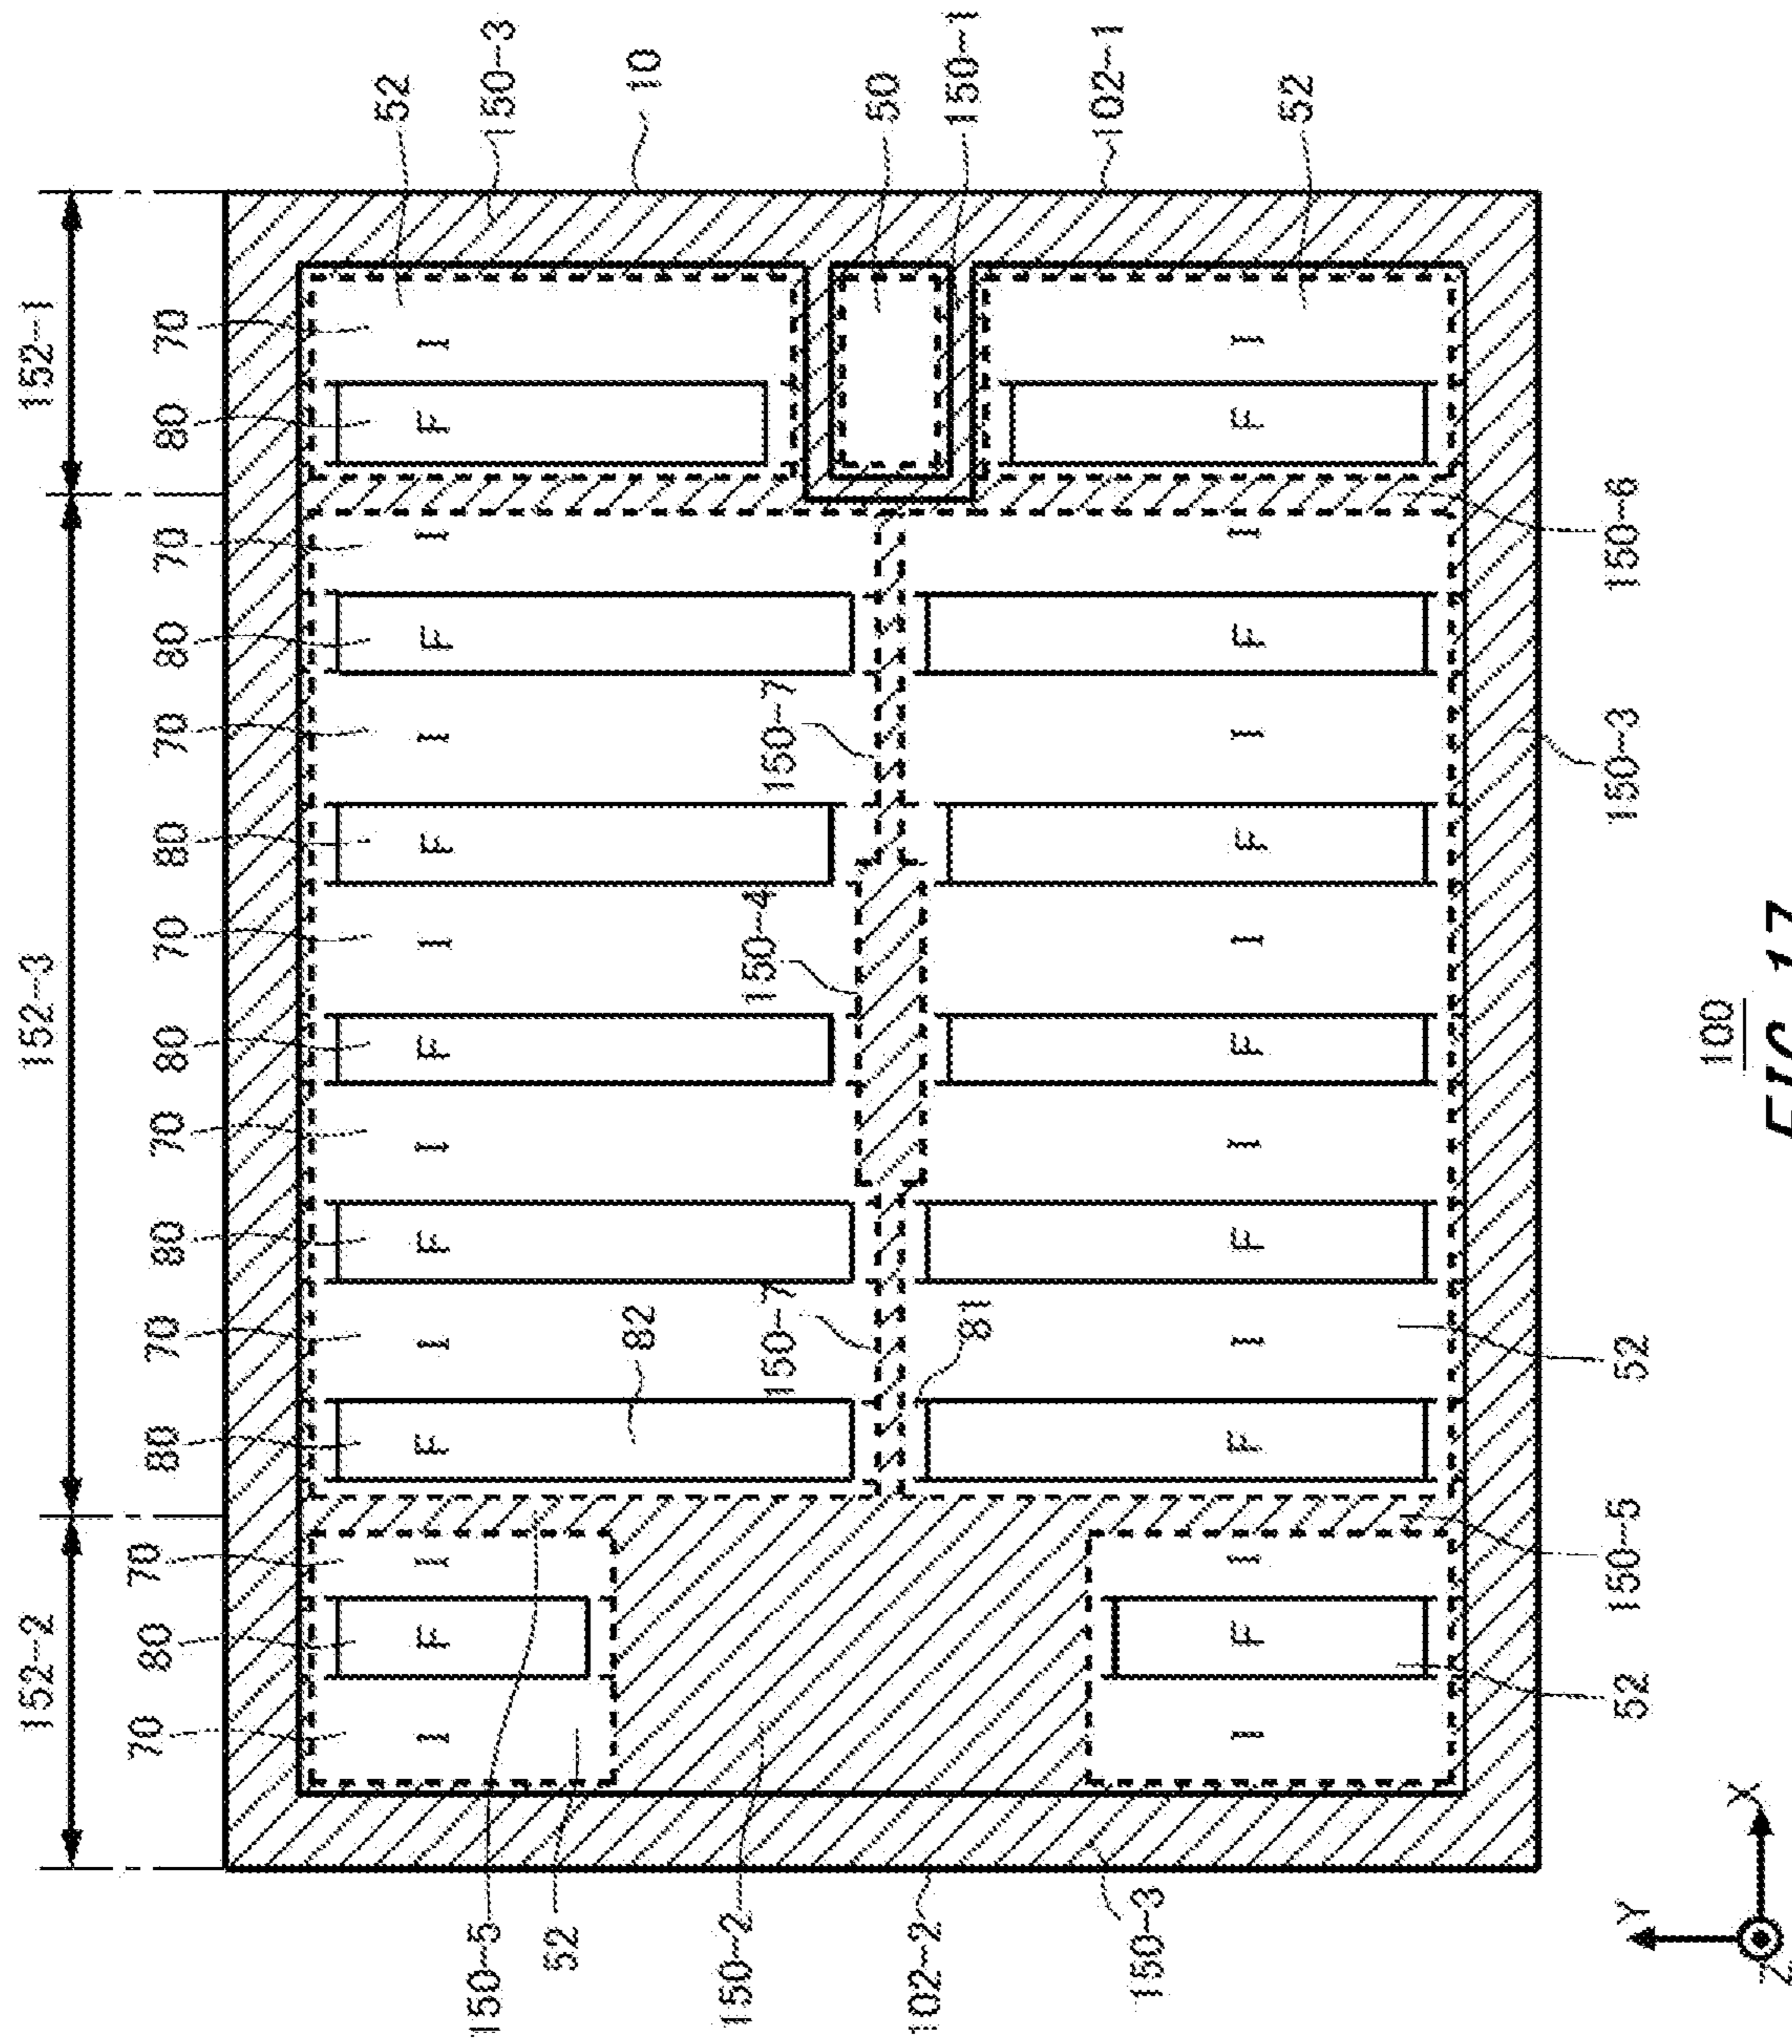 152-2 152-3 152-1
70 80 70 80 70 80 70 80 70 80 70 80 70 80 70
I F I F I F I F I F I F I F I
52
150-3
150-5
52
82
10
150-2
150-7
150-4
150-7
50
102-2
81
150-1
102-1
150-3
I F I F I F I F I F I F I F I
52
52
150-5
52
150-3
150-6
Y
X
Z
100
FIG. 17